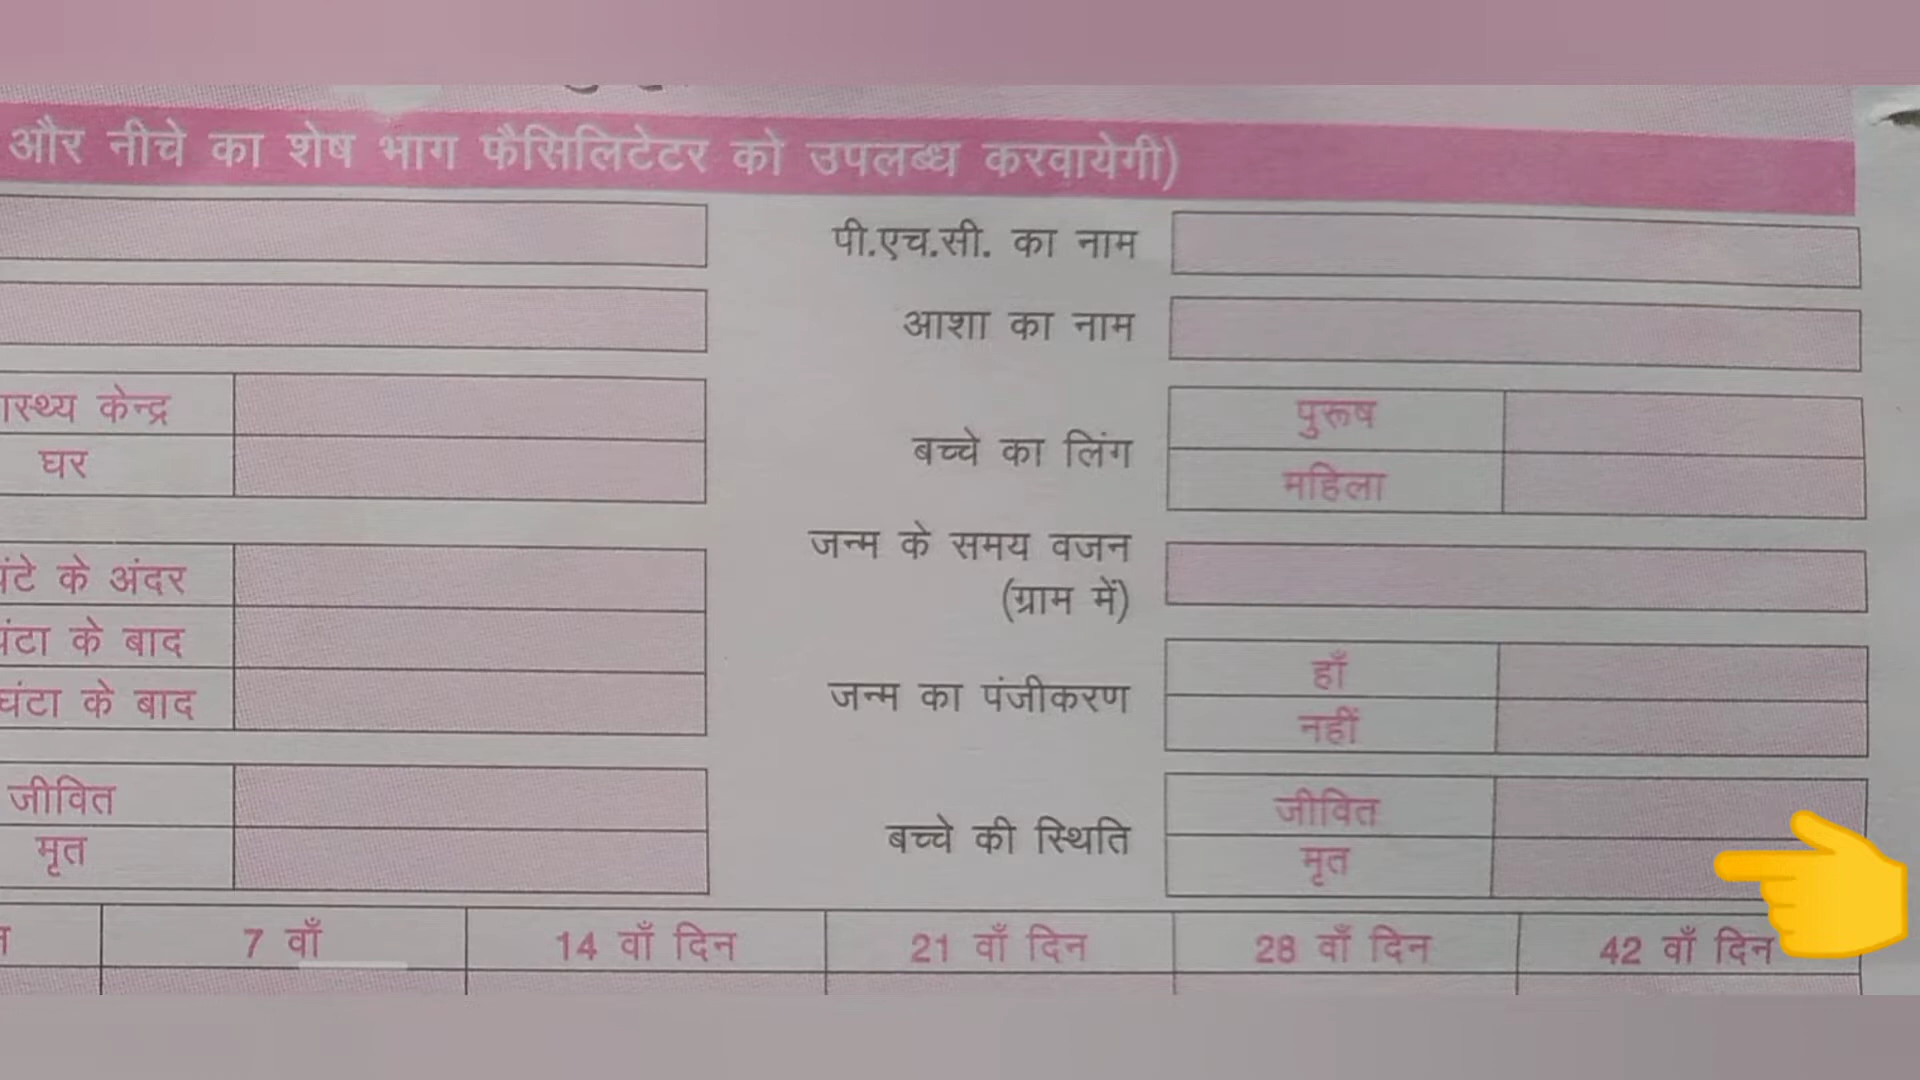 और नीचे का शेष भाग फैसिलिटेटर को उपलब्ध करवायेगी)
पी.एच.सी. का नाम
आशा का नाम
केन्द्र
घर
बच्चे का लिंग
पुरूष
महिला
जन्म के समय वजन
(ग्राम में)
के अंदर
के बाद
घंटा के बाद
जन्म का पंजीकरण
हाँ
नहीं
जीवित
मृत
बच्चे की स्थिति
जीवित
मृत
7 वाँ 14 वाँ दिन 21 वाँ दिन 28 वाँ दिन 42 वाँ दिन